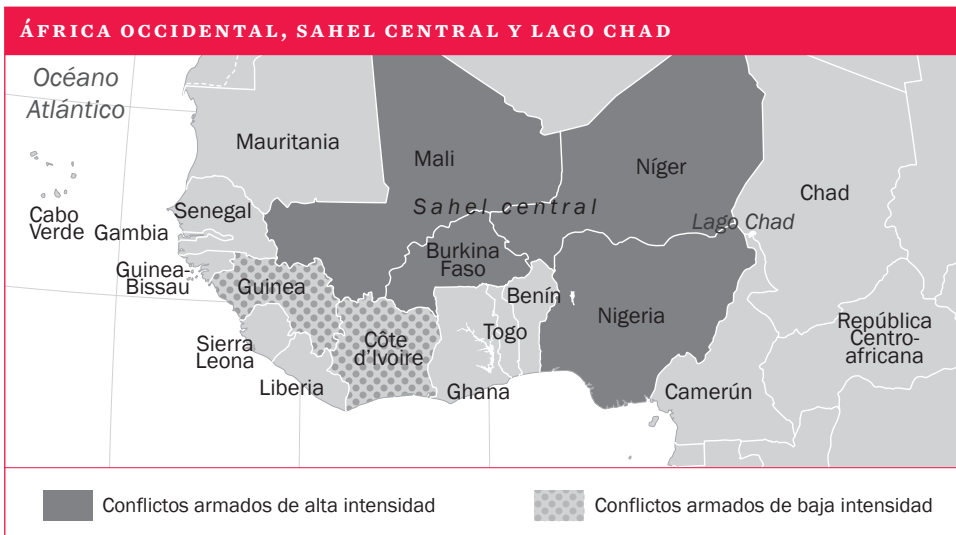 ÁFRICA OCCIDENTAL, SAHEL CENTRAL Y LAGO CHAD
Océano
Atlántico
Mauritania
Mali
Níger
Chad
Cabo
Verde
Senegal
Gambia
Sahel central
Lago Chad
Guinea-
Bissau
Guinea
Burkina
Faso
Benín
Nigeria
Togo
Côte
d'Ivoire
Sierra
Leona
Liberia
Ghana
Camerún
República
Centro-
africana
Conflictos armados de alta intensidad
Conflictos armados de baja intensidad